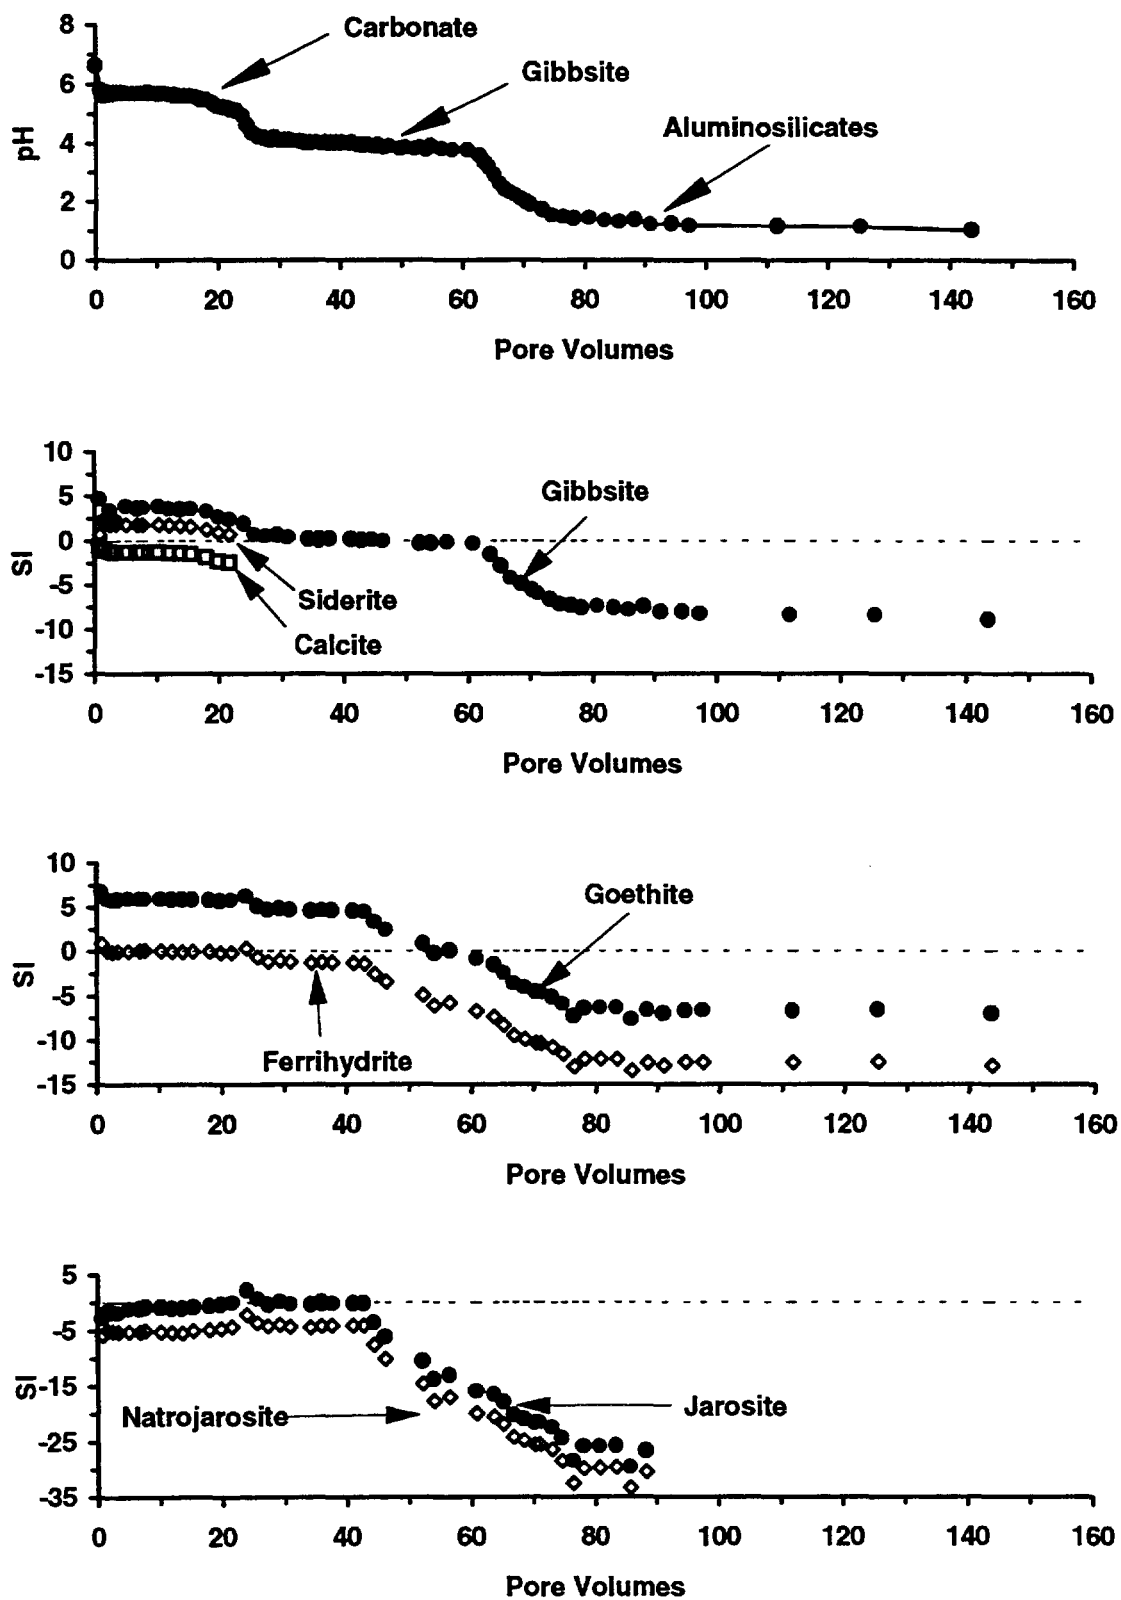 8
Carbonate
Gibbsite
6
Aluminosilicates
pH
4
2
0
0 20 40 60 80 100 120 140 160
Pore Volumes
10
5
Gibbsite
0
SI
-5
Siderite
Calcite
-10
-15
0 20 40 60 80 100 120 140 160
Pore Volumes
10
5
Goethite
0
SI
-5
-10
Ferrihydrite
-15
0 20 40 60 80 100 120 140 160
Pore Volumes
5
-5
SI
-15
Natrojarosite
Jarosite
-25
-35
0 20 40 60 80 100 120 140 160
Pore Volumes